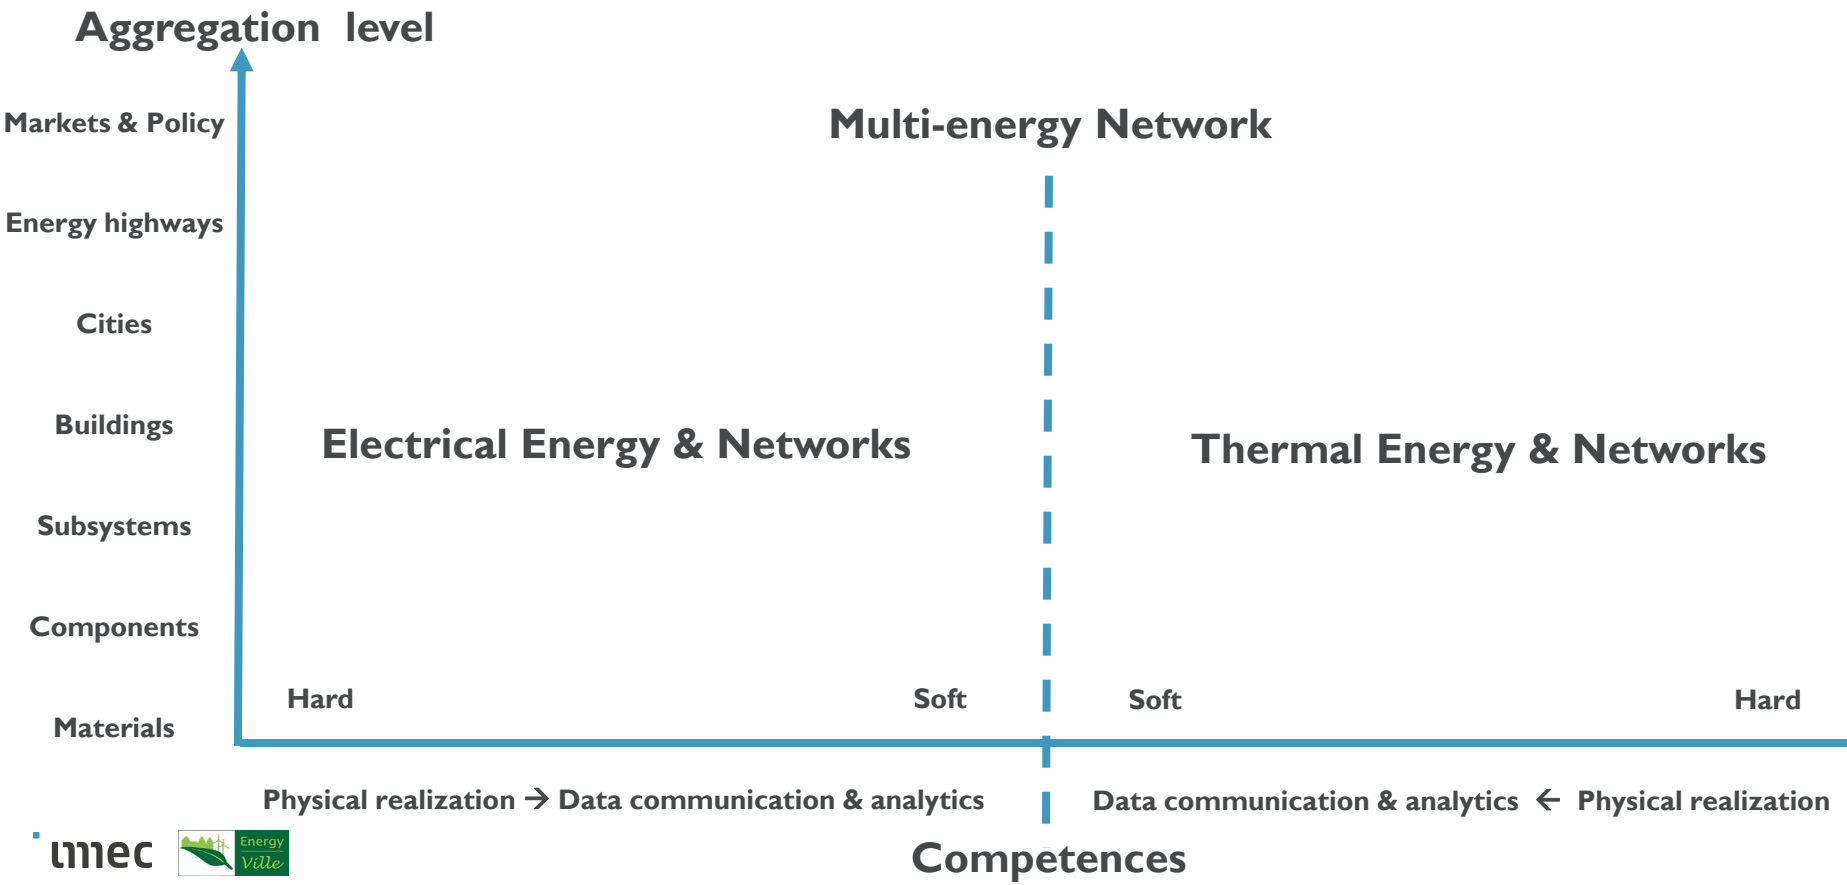 Aggregation level
Markets & Policy
Multi-energy Network
Energy highways
Cities
Buildings
Electrical Energy & Networks
Thermal Energy & Networks
Subsystems
Components
Hard
Soft
Soft
Hard
Materials
Physical realization → Data communication & analytics
Data communication & analytics ← Physical realization
imec
Energy
Ville
Competences